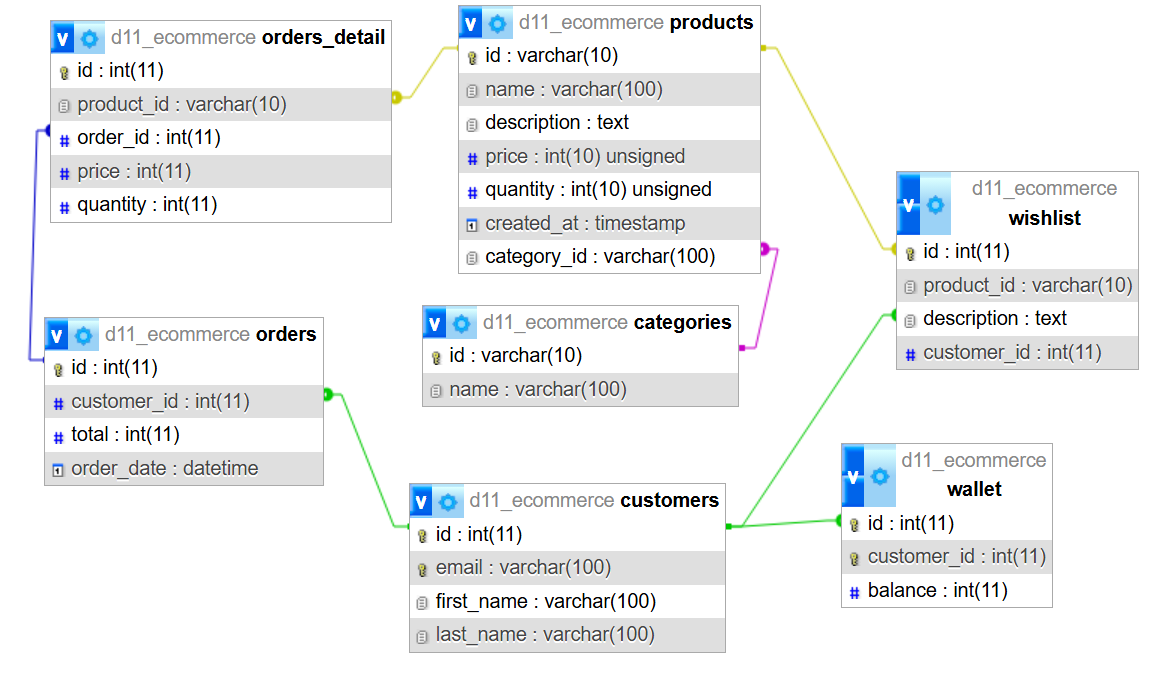 V d11_ecommerce orders_detail
id : int(11)
product_id : varchar(10)
# order_id : int(11)
# price : int(11)
# quantity : int(11)
V d11_ecommerce products
id : varchar(10)
name : varchar(100)
description : text
# price : int(10) unsigned
# quantity : int(10) unsigned
created_at : timestamp
category_id : varchar(100)
V d11_ecommerce
wishlist
id : int(11)
product_id : varchar(10)
description : text
# customer_id : int(11)
V d11_ecommerce categories
id : varchar(10)
name : varchar(100)
V d11_ecommerce orders
id : int(11)
# customer_id : int(11)
# total : int(11)
order_date : datetime
V d11_ecommerce customers
id : int(11)
email : varchar(100)
first_name : varchar(100)
last_name : varchar(100)
V d11_ecommerce
wallet
id : int(11)
customer_id : int(11)
# balance : int(11)